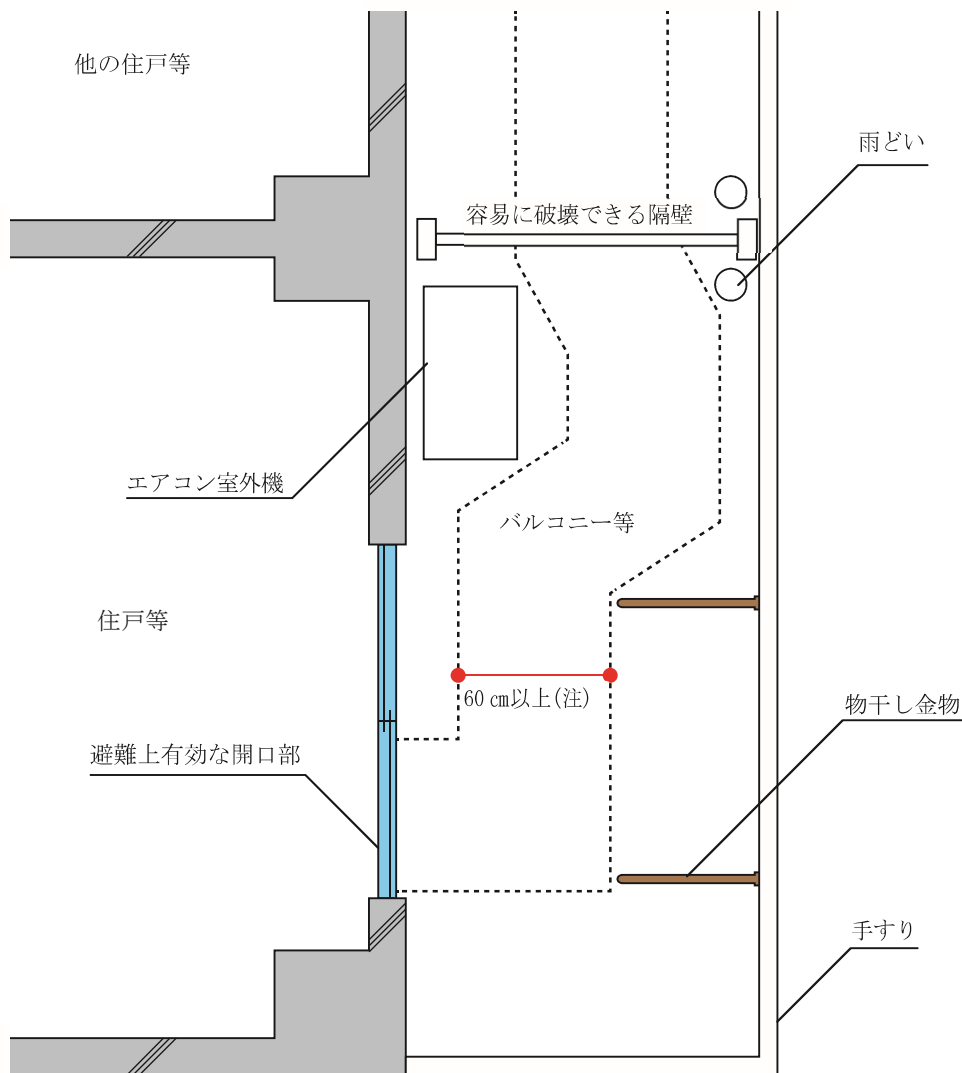 他の住戸等
雨どい
容易に破壊できる隔壁
エアコン室外機
バルコニー等
住戸等
60㎝以上(注)
物干し金物
避難上有効な開口部
手すり